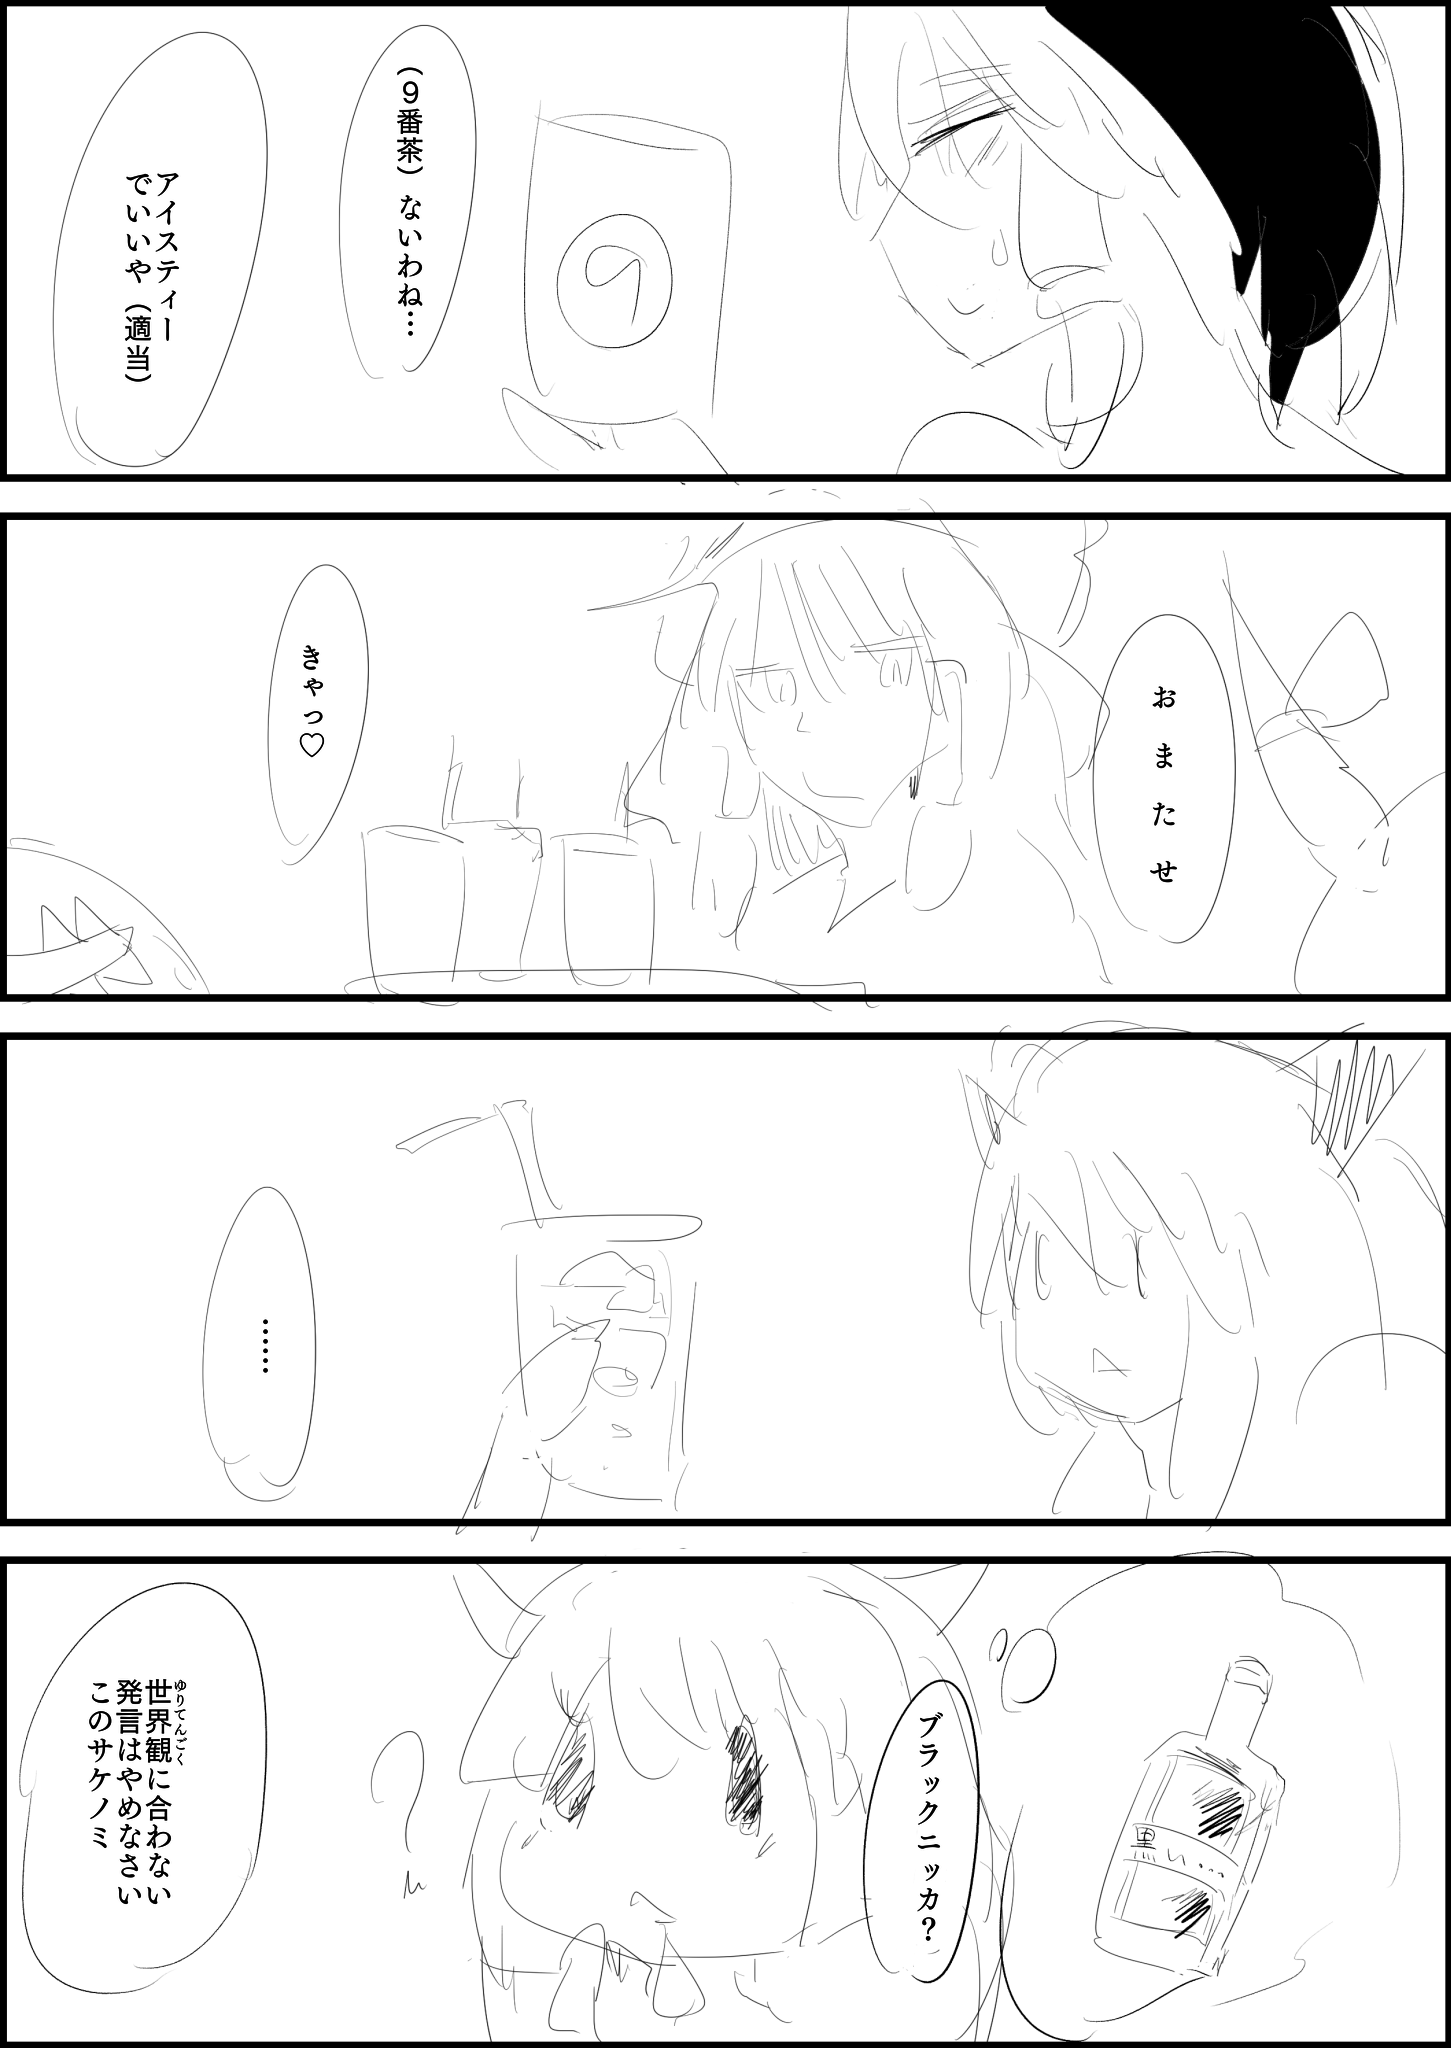 9
(9番茶)ないわね…
アイスティー
でいいや(適当)
おまたせ
きゃっ♡
……
黒い…
ブラックニッカ?
?
世界観に合わない
ゆりてんごく
発言はやめなさい
このサケノミ